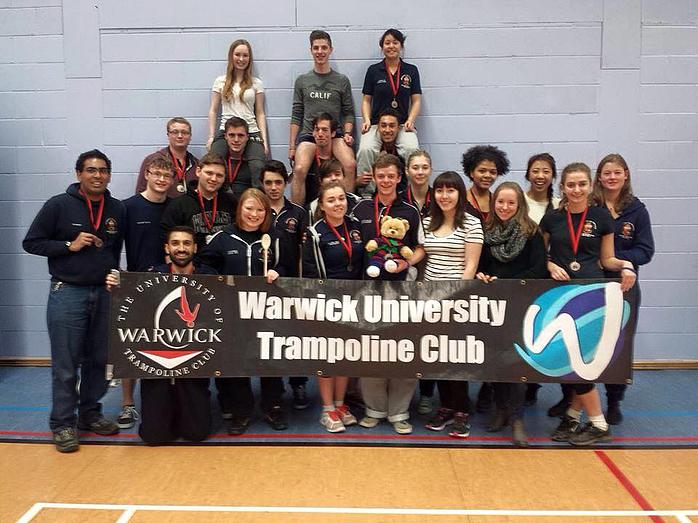 CALIF
THE UNIVERSITY OF
WARWICK
TRAMPOLINE CLUB
Warwick University
Trampoline Club